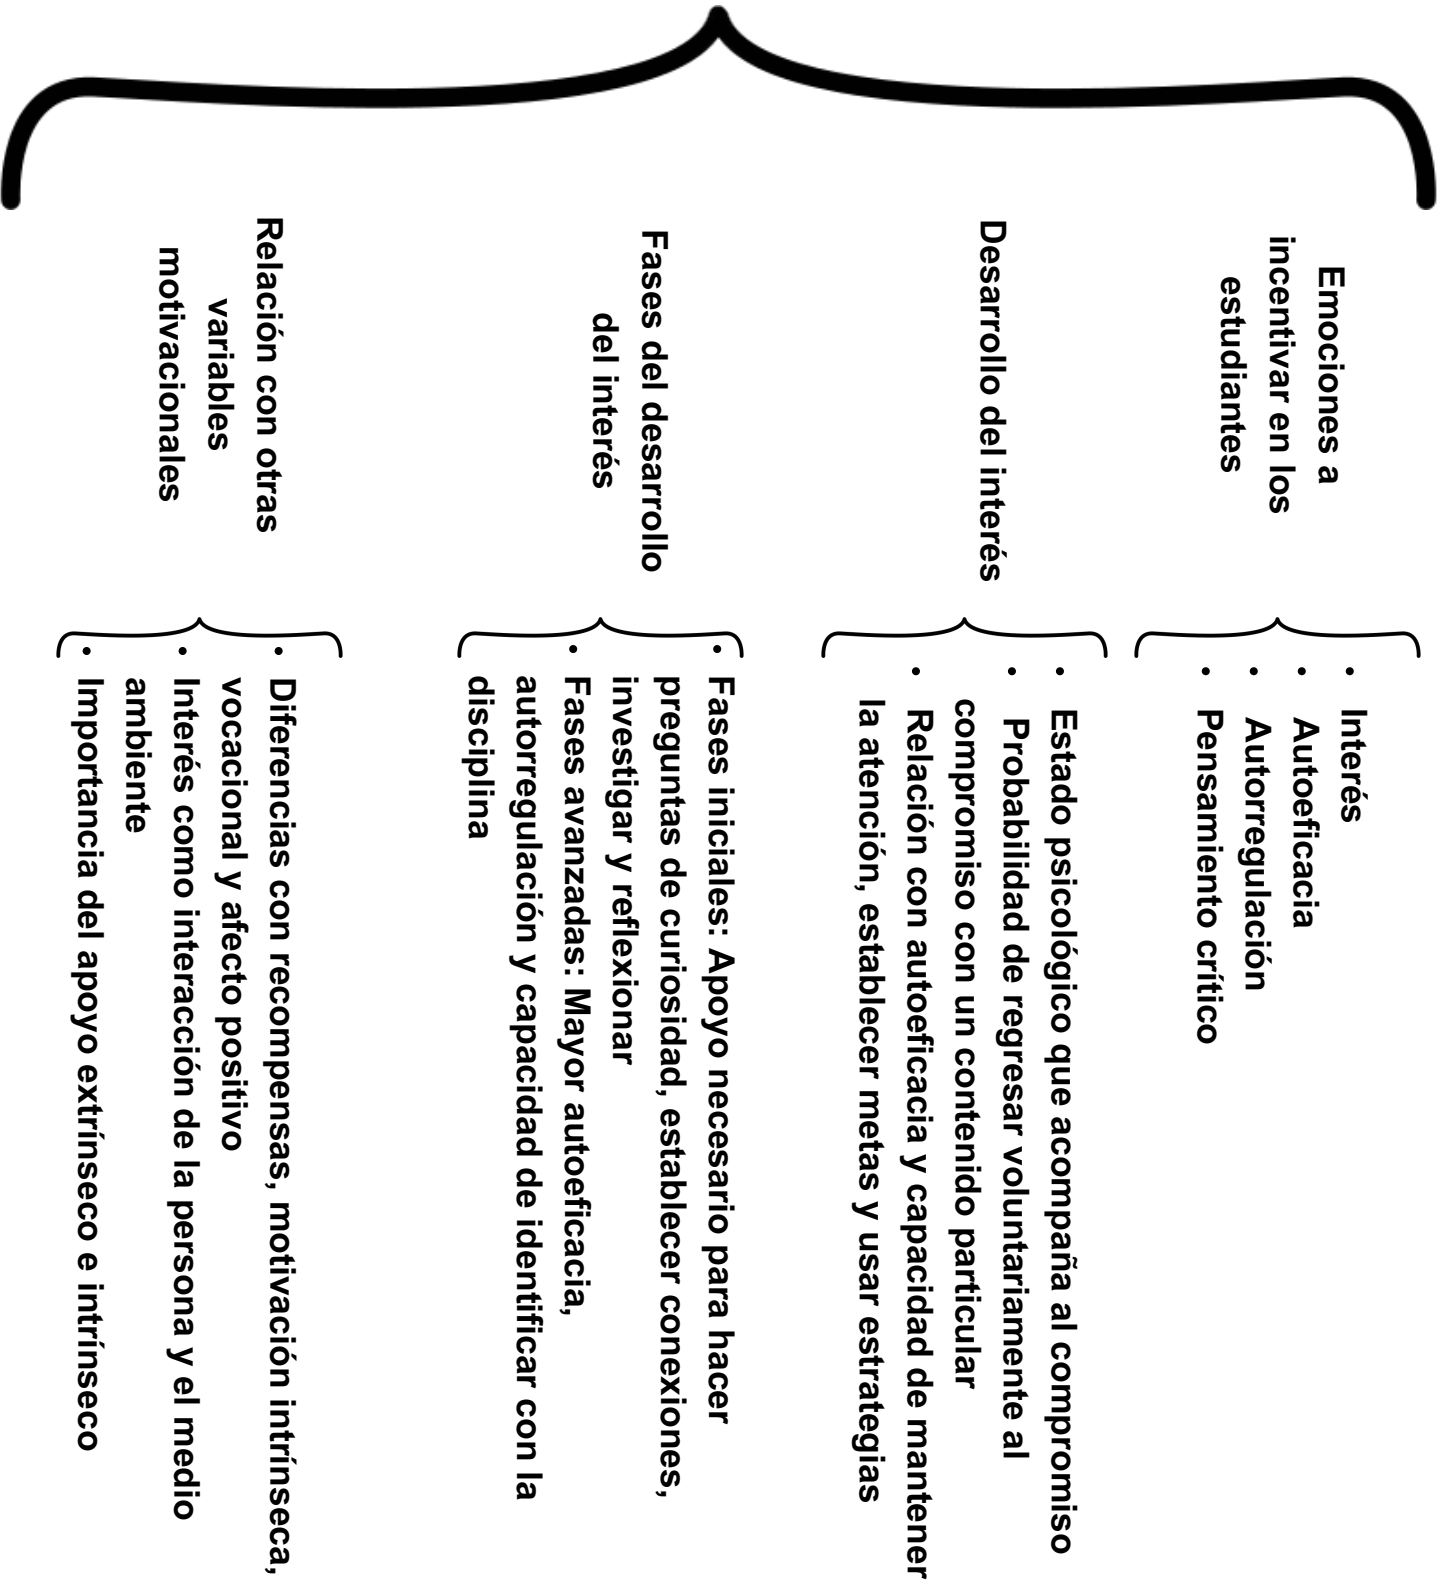 Emociones a
incentivar en los
estudiantes
• Interés
• Autoeficacia
• Autorregulación
• Pensamiento crítico
Desarrollo del interés
• Estado psicológico que acompaña al compromiso
• Probabilidad de regresar voluntariamente al
compromiso con un contenido particular
• Relación con autoeficacia y capacidad de mantener
la atención, establecer metas y usar estrategias
Fases del desarrollo
del interés
• Fases iniciales: Apoyo necesario para hacer
preguntas de curiosidad, establecer conexiones,
investigar y reflexionar
• Fases avanzadas: Mayor autoeficacia,
autorregulación y capacidad de identificar con la
disciplina
Relación con otras
variables
motivacionales
• Diferencias con recompensas, motivación intrínseca,
vocacional y afecto positivo
• Interés como interacción de la persona y el medio
ambiente
• Importancia del apoyo extrínseco e intrínseco